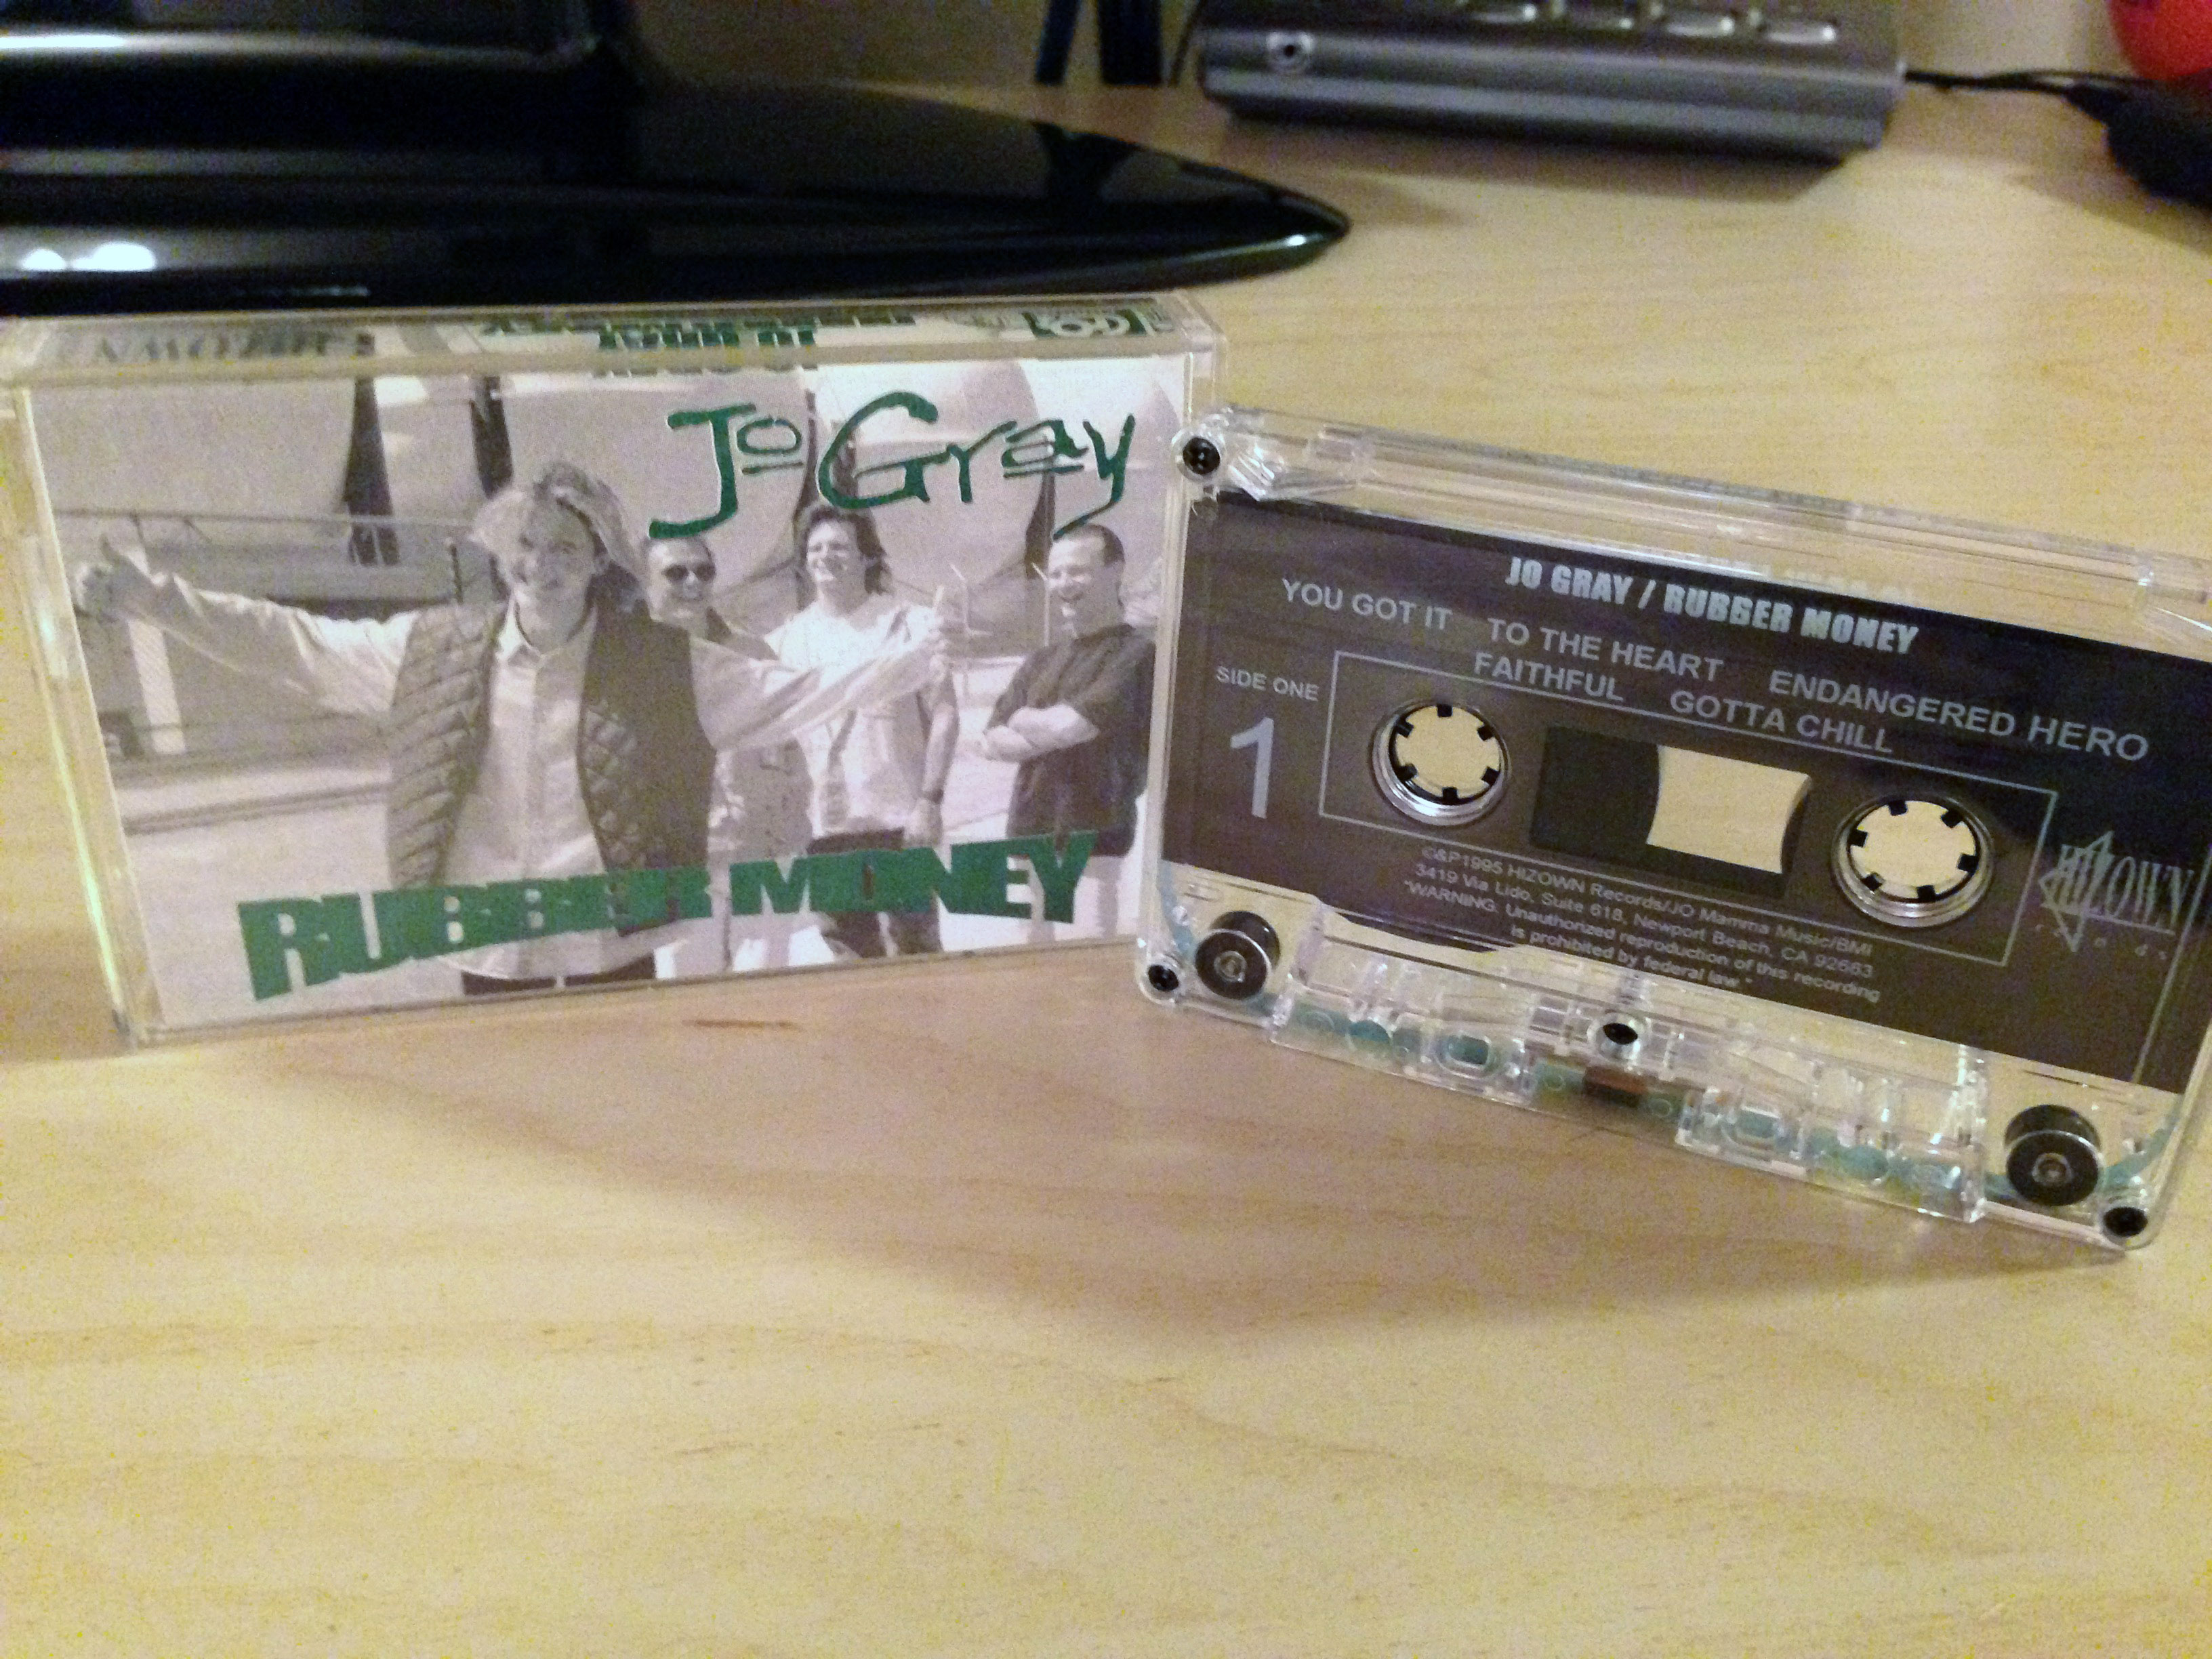 Jo Gray
RUBBER MONEY
JO GRAY / RUBBER MONEY
YOU GOT IT TO THE HEART ENDANGERED HERO
FAITHFUL GOTTA CHILL
SIDE ONE
1
©&P1995 HIZOWN Records/JO Mamma Music/BMI
3419 Via Lido, Suite 618, Newport Beach, CA 92663
"WARNING: Unauthorized reproduction of this recording
is prohibited by federal law."
HIZOWN
records